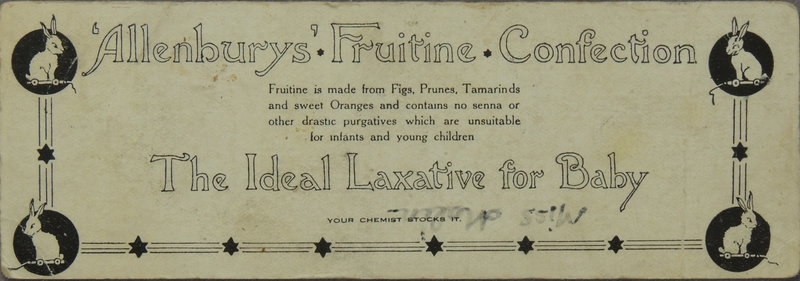 'Allenburys' · Fruitine · Confection
Fruitine is made from Figs, Prunes, Tamarinds
and sweet Oranges and contains no senna or
other drastic purgatives which are unsuitable
for infants and young children
The Ideal Laxative for Baby
YOUR CHEMIST STOCKS IT.